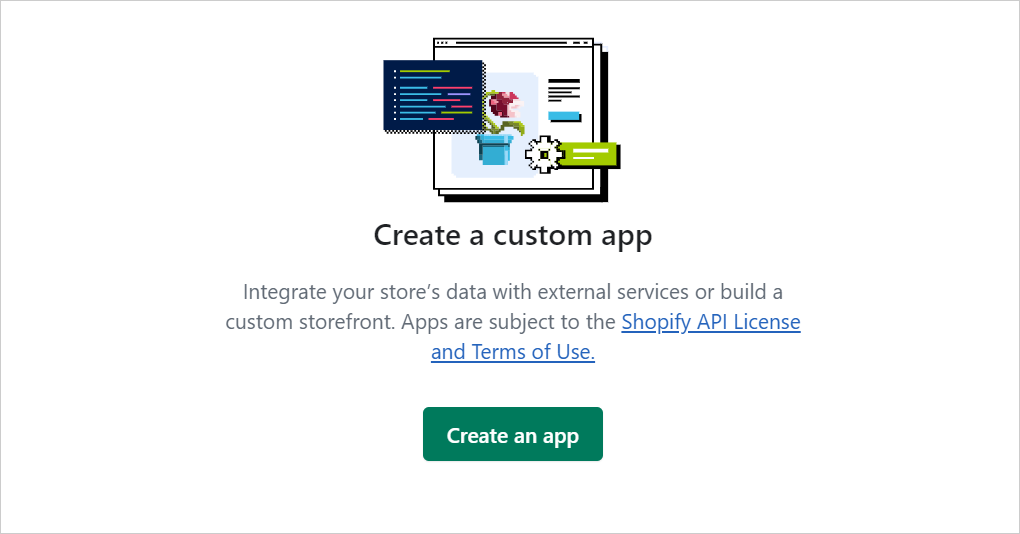 Create a custom app
Integrate your store’s data with external services or build a
custom storefront. Apps are subject to the Shopify API License
and Terms of Use.
Create an app